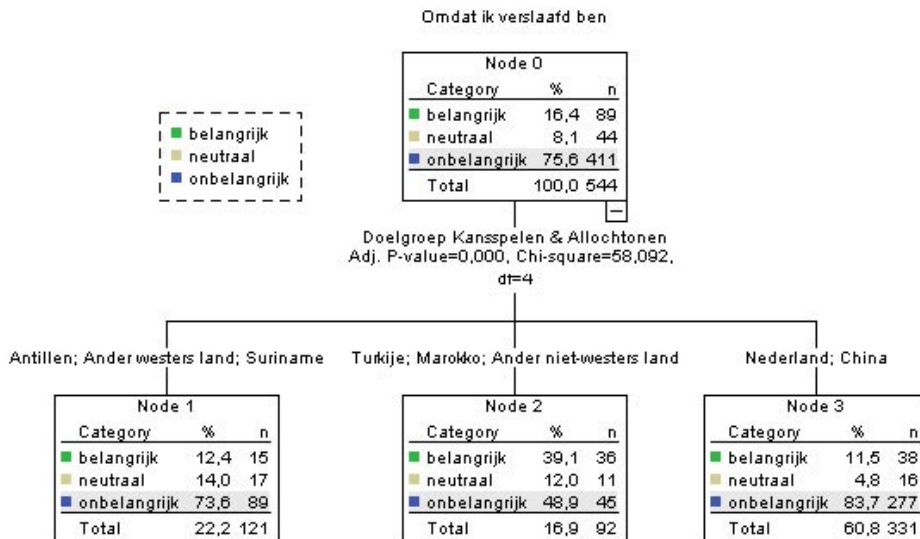 Omdat ik verslaafd ben
Node 0
Category % n
belangrijk 16,4 89
neutraal 8,1 44
onbelangrijk 75,6 411
Total 100,0 544
belangrijk
neutraal
onbelangrijk
Doelgroep Kansspelen & Allochtonen
Adj. P-value=0,000, Chi-square=58,092,
df=4
Antillen; Ander westers land; Suriname
Node 1
Category % n
belangrijk 12,4 15
neutraal 14,0 17
onbelangrijk 73,6 89
Total 22,2 121
Turkije; Marokko; Ander niet-westers land
Node 2
Category % n
belangrijk 39,1 36
neutraal 12,0 11
onbelangrijk 48,9 45
Total 16,9 92
Nederland; China
Node 3
Category % n
belangrijk 11,5 38
neutraal 4,8 16
onbelangrijk 83,7 277
Total 60,8 331